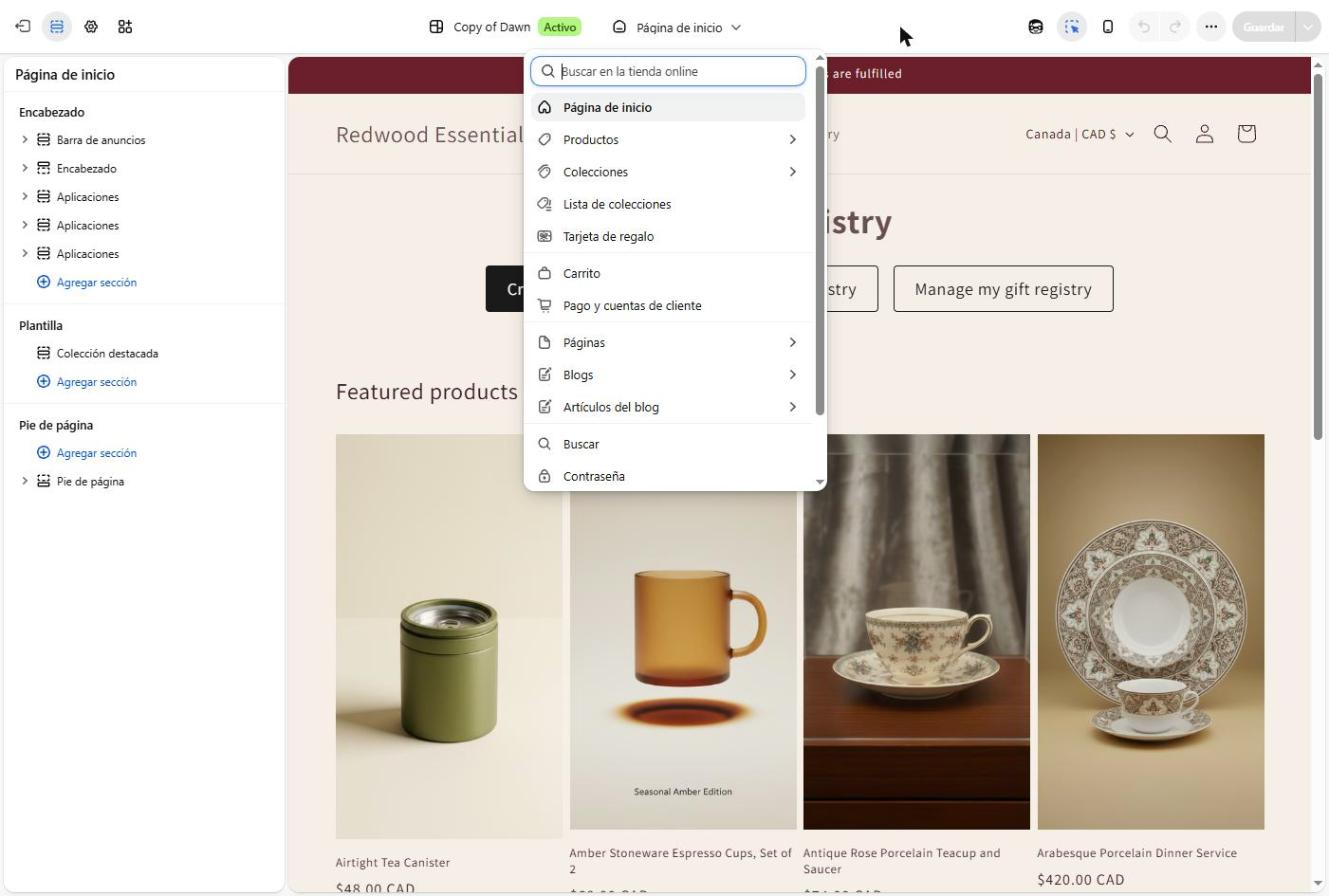 Copy of Dawn Activo Página de inicio Guardar
Página de inicio
Encabezado
Barra de anuncios
Encabezado
Aplicaciones
Aplicaciones
Aplicaciones
Agregar sección
Plantilla
Colección destacada
Agregar sección
Pie de página
Agregar sección
Pie de página
Buscar en la tienda online
Página de inicio
Productos
Colecciones
Lista de colecciones
Tarjeta de regalo
Carrito
Pago y cuentas de cliente
Páginas
Blogs
Artículos del blog
Buscar
Contraseña
are fulfilled
Redwood Essential
Canada | CAD $
Manage my gift registry
Featured products
Seasonal Amber Edition
Airtight Tea Canister
$48.00 CAD
Amber Stoneware Espresso Cups, Set of
2
Antique Rose Porcelain Teacup and
Saucer
Arabesque Porcelain Dinner Service
$420.00 CAD